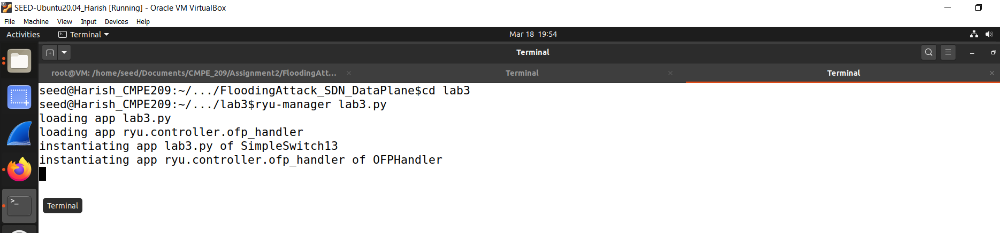 SEED-Ubuntu20.04_Harish [Running] - Oracle VM VirtualBox
File Machine View Input Devices Help
Activities Terminal Mar 18 19:54
Terminal
root@VM: /home/seed/Documents/CMPE_209/Assignment2/FloodingAtt... Terminal Terminal
seed@Harish_CMPE209:~/.../FloodingAttack_SDN_DataPlane$cd lab3
seed@Harish_CMPE209:~/.../lab3$ryu-manager lab3.py
loading app lab3.py
loading app ryu.controller.ofp_handler
instantiating app lab3.py of SimpleSwitch13
instantiating app ryu.controller.ofp_handler of OFPHandler
Terminal